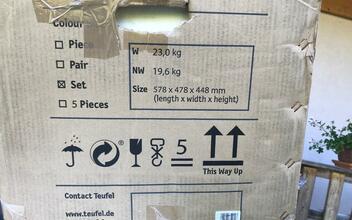 Colour
Piece
Pair
Set
5 Pieces
W 23,0 kg
NW 19,6 kg
Size 578 x 478 x 448 mm
(length x width x height)
5
This Way Up
Contact Teufel
www.teufel.de